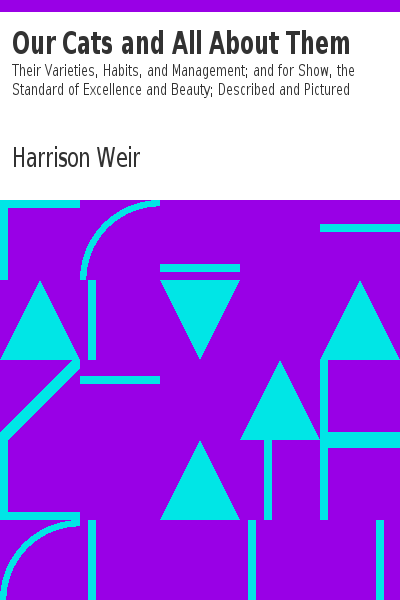 Our Cats and All About Them
Their Varieties, Habits, and Management; and for Show, the
Standard of Excellence and Beauty; Described and Pictured
Harrison Weir